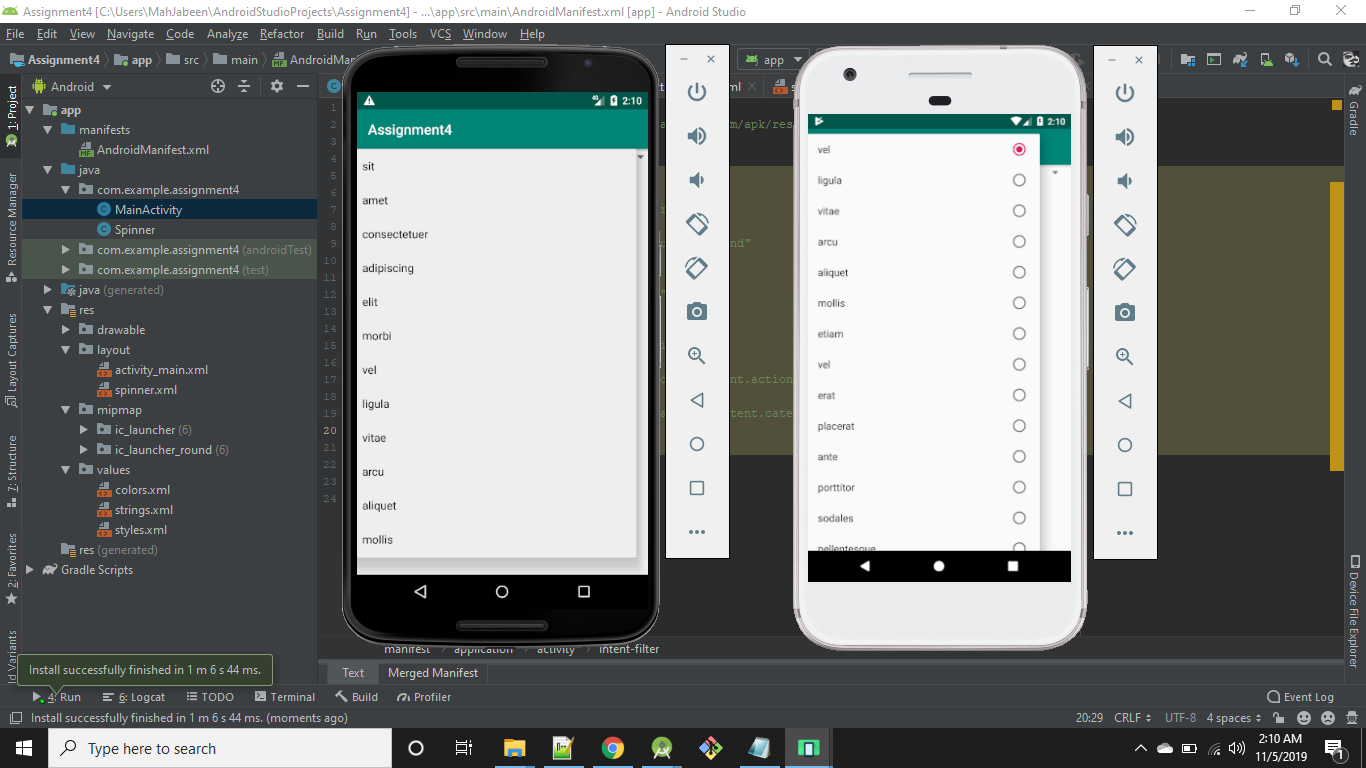 Assignment4 [C:\Users\MahJabeen\AndroidStudioProjects\Assignment4] - ...\app\src\main\AndroidManifest.xml [app] - Android Studio
File Edit View Navigate Code Analyze Refactor Build Run Tools VCS Window Help
Assignment4 app src main AndroidMan
app
Android
1: Project
Resource Manager
Layout Captures
7: Structure
2: Favorites
d Variants
app
manifests
AndroidManifest.xml
java
com.example.assignment4
MainActivity
Spinner
com.example.assignment4 (androidTest)
com.example.assignment4 (test)
java (generated)
res
drawable
layout
activity_main.xml
spinner.xml
mipmap
ic_launcher (6)
ic_launcher_round (6)
values
colors.xml
strings.xml
styles.xml
res (generated)
Gradle Scripts
1
2
3
4
5
6
7
8
9
10
11
12
13
14
15
16
17
18
19
20
21
22
23
24
2:10
Assignment4
sit
amet
consectetuer
adipiscing
elit
morbi
vel
ligula
vitae
arcu
aliquet
mollis
ml
m/apk/res/
nd"
nt.action
tent.cate
2:10
vel
ligula
vitae
arcu
aliquet
mollis
etiam
vel
erat
placerat
ante
porttitor
sodales
pellentesque
Gradle
Device File Explorer
manifest application activity intent-filter
Text Merged Manifest
Install successfully finished in 1 m 6 s 44 ms.
4: Run 6: Logcat TODO Terminal Build Profiler Event Log
Install successfully finished in 1 m 6 s 44 ms. (moments ago) 20:29 CRLF UTF-8 4 spaces
Type here to search
2:10 AM
11/5/2019
1